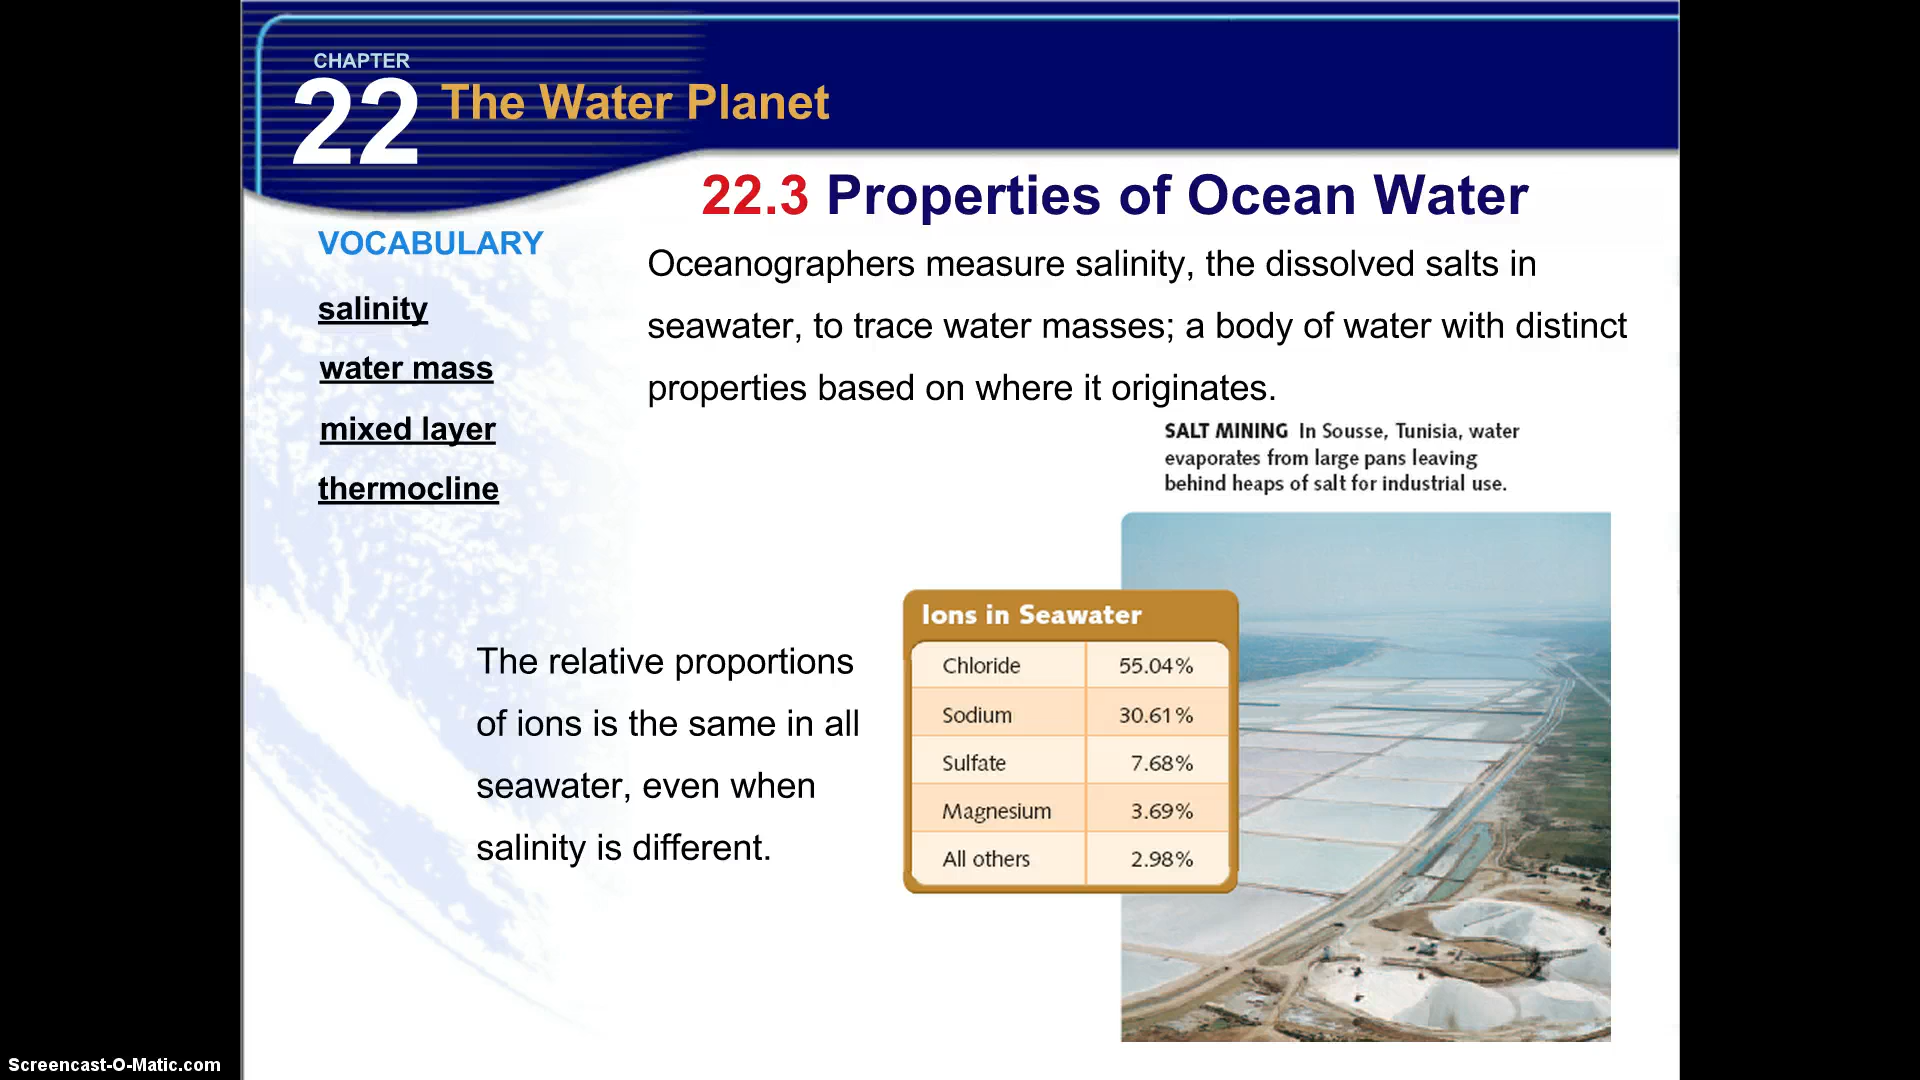 CHAPTER
22
The Water Planet
22.3 Properties of Ocean Water
VOCABULARY
salinity
water mass
mixed layer
thermocline
Oceanographers measure salinity, the dissolved salts in
seawater, to trace water masses; a body of water with distinct
properties based on where it originates.
SALT MINING In Sousse, Tunisia, water
evaporates from large pans leaving
behind heaps of salt for industrial use.
The relative proportions
of ions is the same in all
seawater, even when
salinity is different.
Ions in Seawater
Chloride 55.04%
Sodium 30.61%
Sulfate 7.68%
Magnesium 3.69%
All others 2.98%
Screencast-O-Matic.com